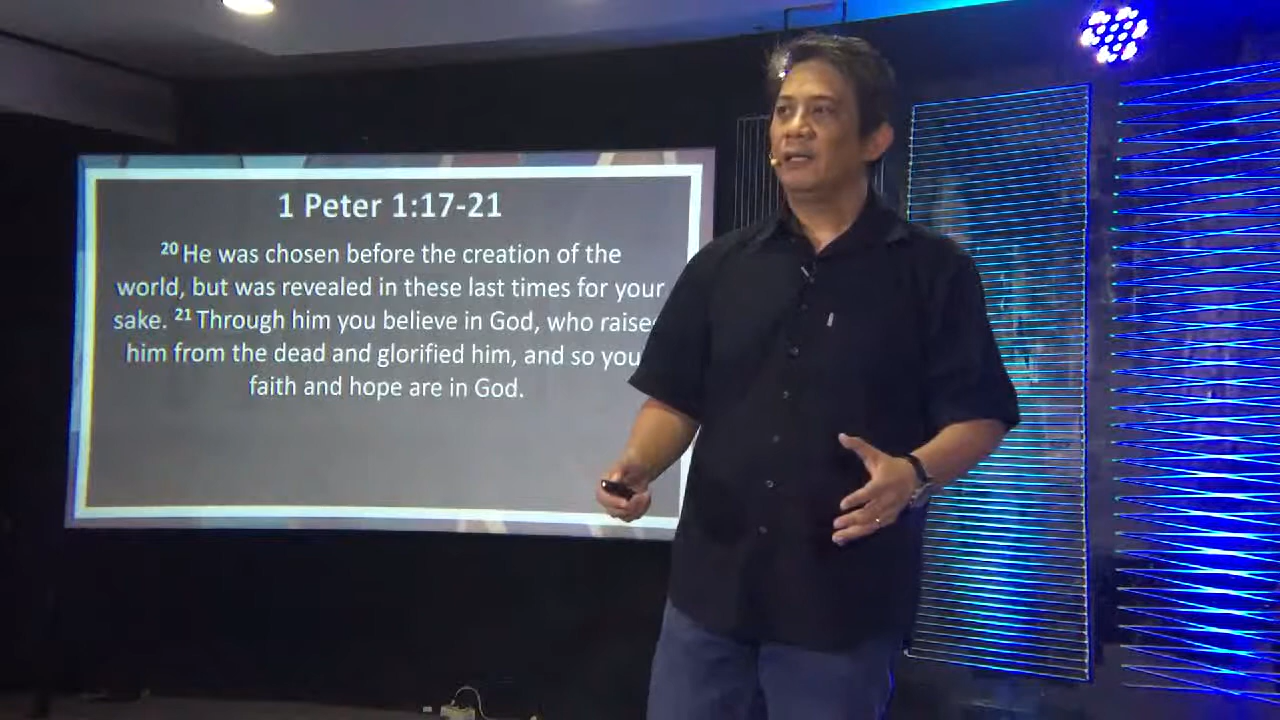 1 Peter 1:17-21
20 He was chosen before the creation of the
world, but was revealed in these last times for your
sake. 21 Through him you believe in God, who raise
him from the dead and glorified him, and so you
faith and hope are in God.